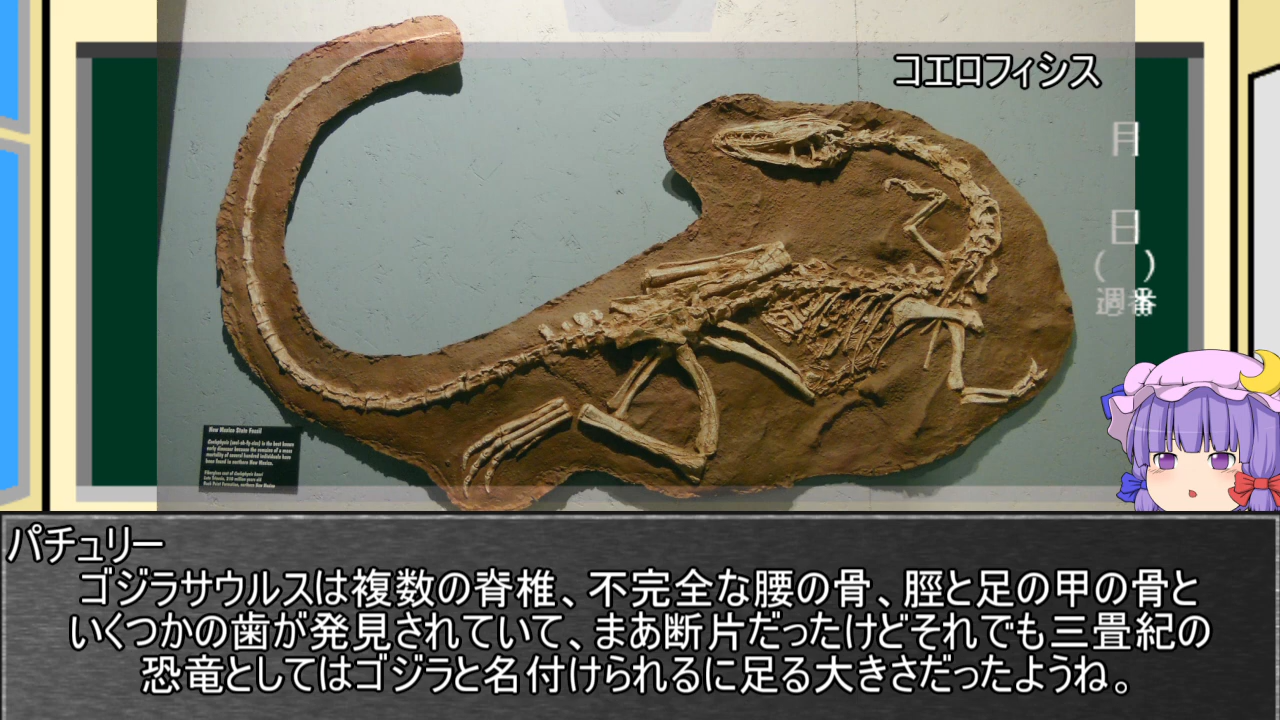 コエロフィシス
月
日
(  )
週番
New Mexico State Fossil
パチュリー
ゴジラサウルスは複数の脊椎、不完全な腰の骨、脛と足の甲の骨と
いくつかの歯が発見されていて、まあ断片だったけどそれでも三畳紀の
恐竜としてはゴジラと名付けられるに足る大きさだったようね。